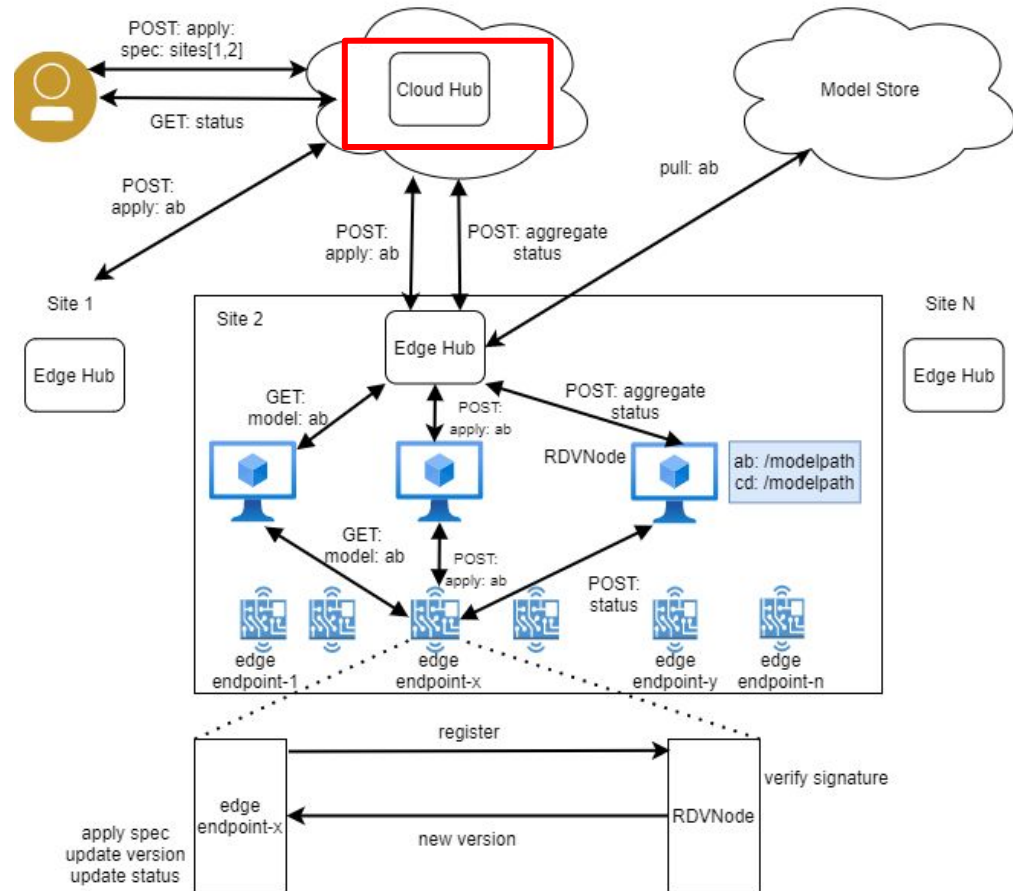 POST: apply:
spec: sites[1,2]
Cloud Hub
Model Store
GET: status
pull: ab
POST:
apply: ab
POST:
apply: ab
POST: aggregate
status
Site 1
Site 2
Site N
Edge Hub
Edge Hub
Edge Hub
GET:
model: ab
POST:
apply: ab
POST: aggregate
status
RDVNode
ab: /modelpath
cd: /modelpath
GET:
model: ab
POST:
apply: ab
POST:
status
edge
endpoint-1
edge
endpoint-x
edge
endpoint-y
edge
endpoint-n
register
verify signature
edge
endpoint-x
RDVNode
new version
apply spec
update version
update status